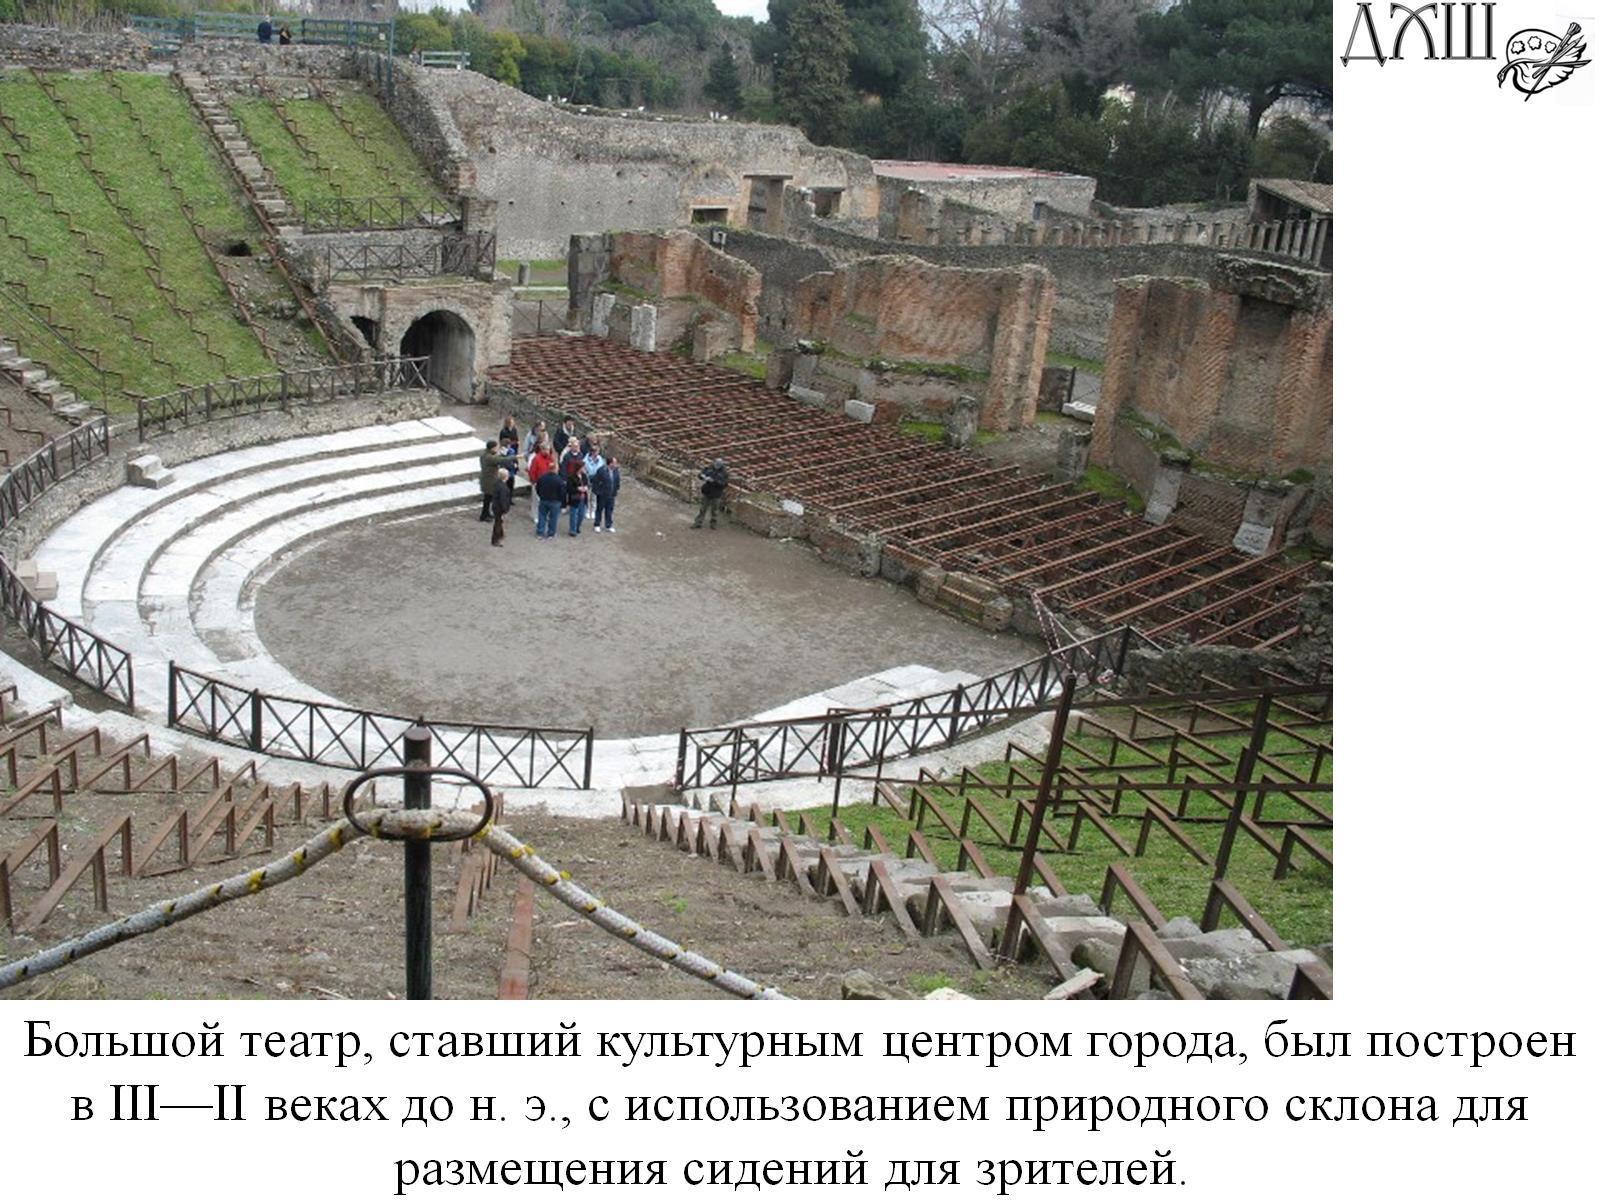 ДХШ
Большой театр, ставший культурным центром города, был построен
в III—II веках до н. э., с использованием природного склона для
размещения сидений для зрителей.